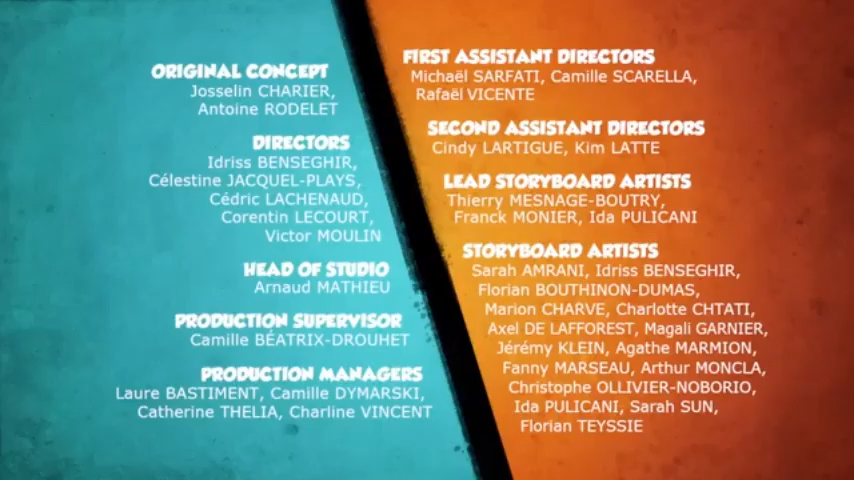 ORIGINAL CONCEPT
Josselin CHARIER,
Antoine RODELET
DIRECTORS
Idriss BENSEGHIR,
Célestine JACQUEL-PLAYS,
Cédric LACHENAUD,
Corentin LECOURT,
Victor MOULIN
HEAD OF STUDIO
Arnaud MATHIEU
PRODUCTION SUPERVISOR
Camille BÉATRIX-DROUHET
PRODUCTION MANAGERS
Laure BASTIMENT, Camille DYMARSKI,
Catherine THELIA, Charline VINCENT
FIRST ASSISTANT DIRECTORS
Michaël SARFATI, Camille SCARELLA,
Rafaël VICENTE
SECOND ASSISTANT DIRECTORS
Cindy LARTIGUE, Kim LATTE
LEAD STORYBOARD ARTISTS
Thierry MESNAGE-BOUTRY,
Franck MONIER, Ida PULICANI
STORYBOARD ARTISTS
Sarah AMRANI, Idriss BENSEGHIR,
Florian BOUTHINON-DUMAS,
Marion CHARVE, Charlotte CHTATI,
Axel DE LAFFOREST, Magali GARNIER,
Jérémy KLEIN, Agathe MARMION,
Fanny MARSEAU, Arthur MONCLA,
Christophe OLLIVIER-NOBORIO,
Ida PULICANI, Sarah SUN,
Florian TEYSSIE